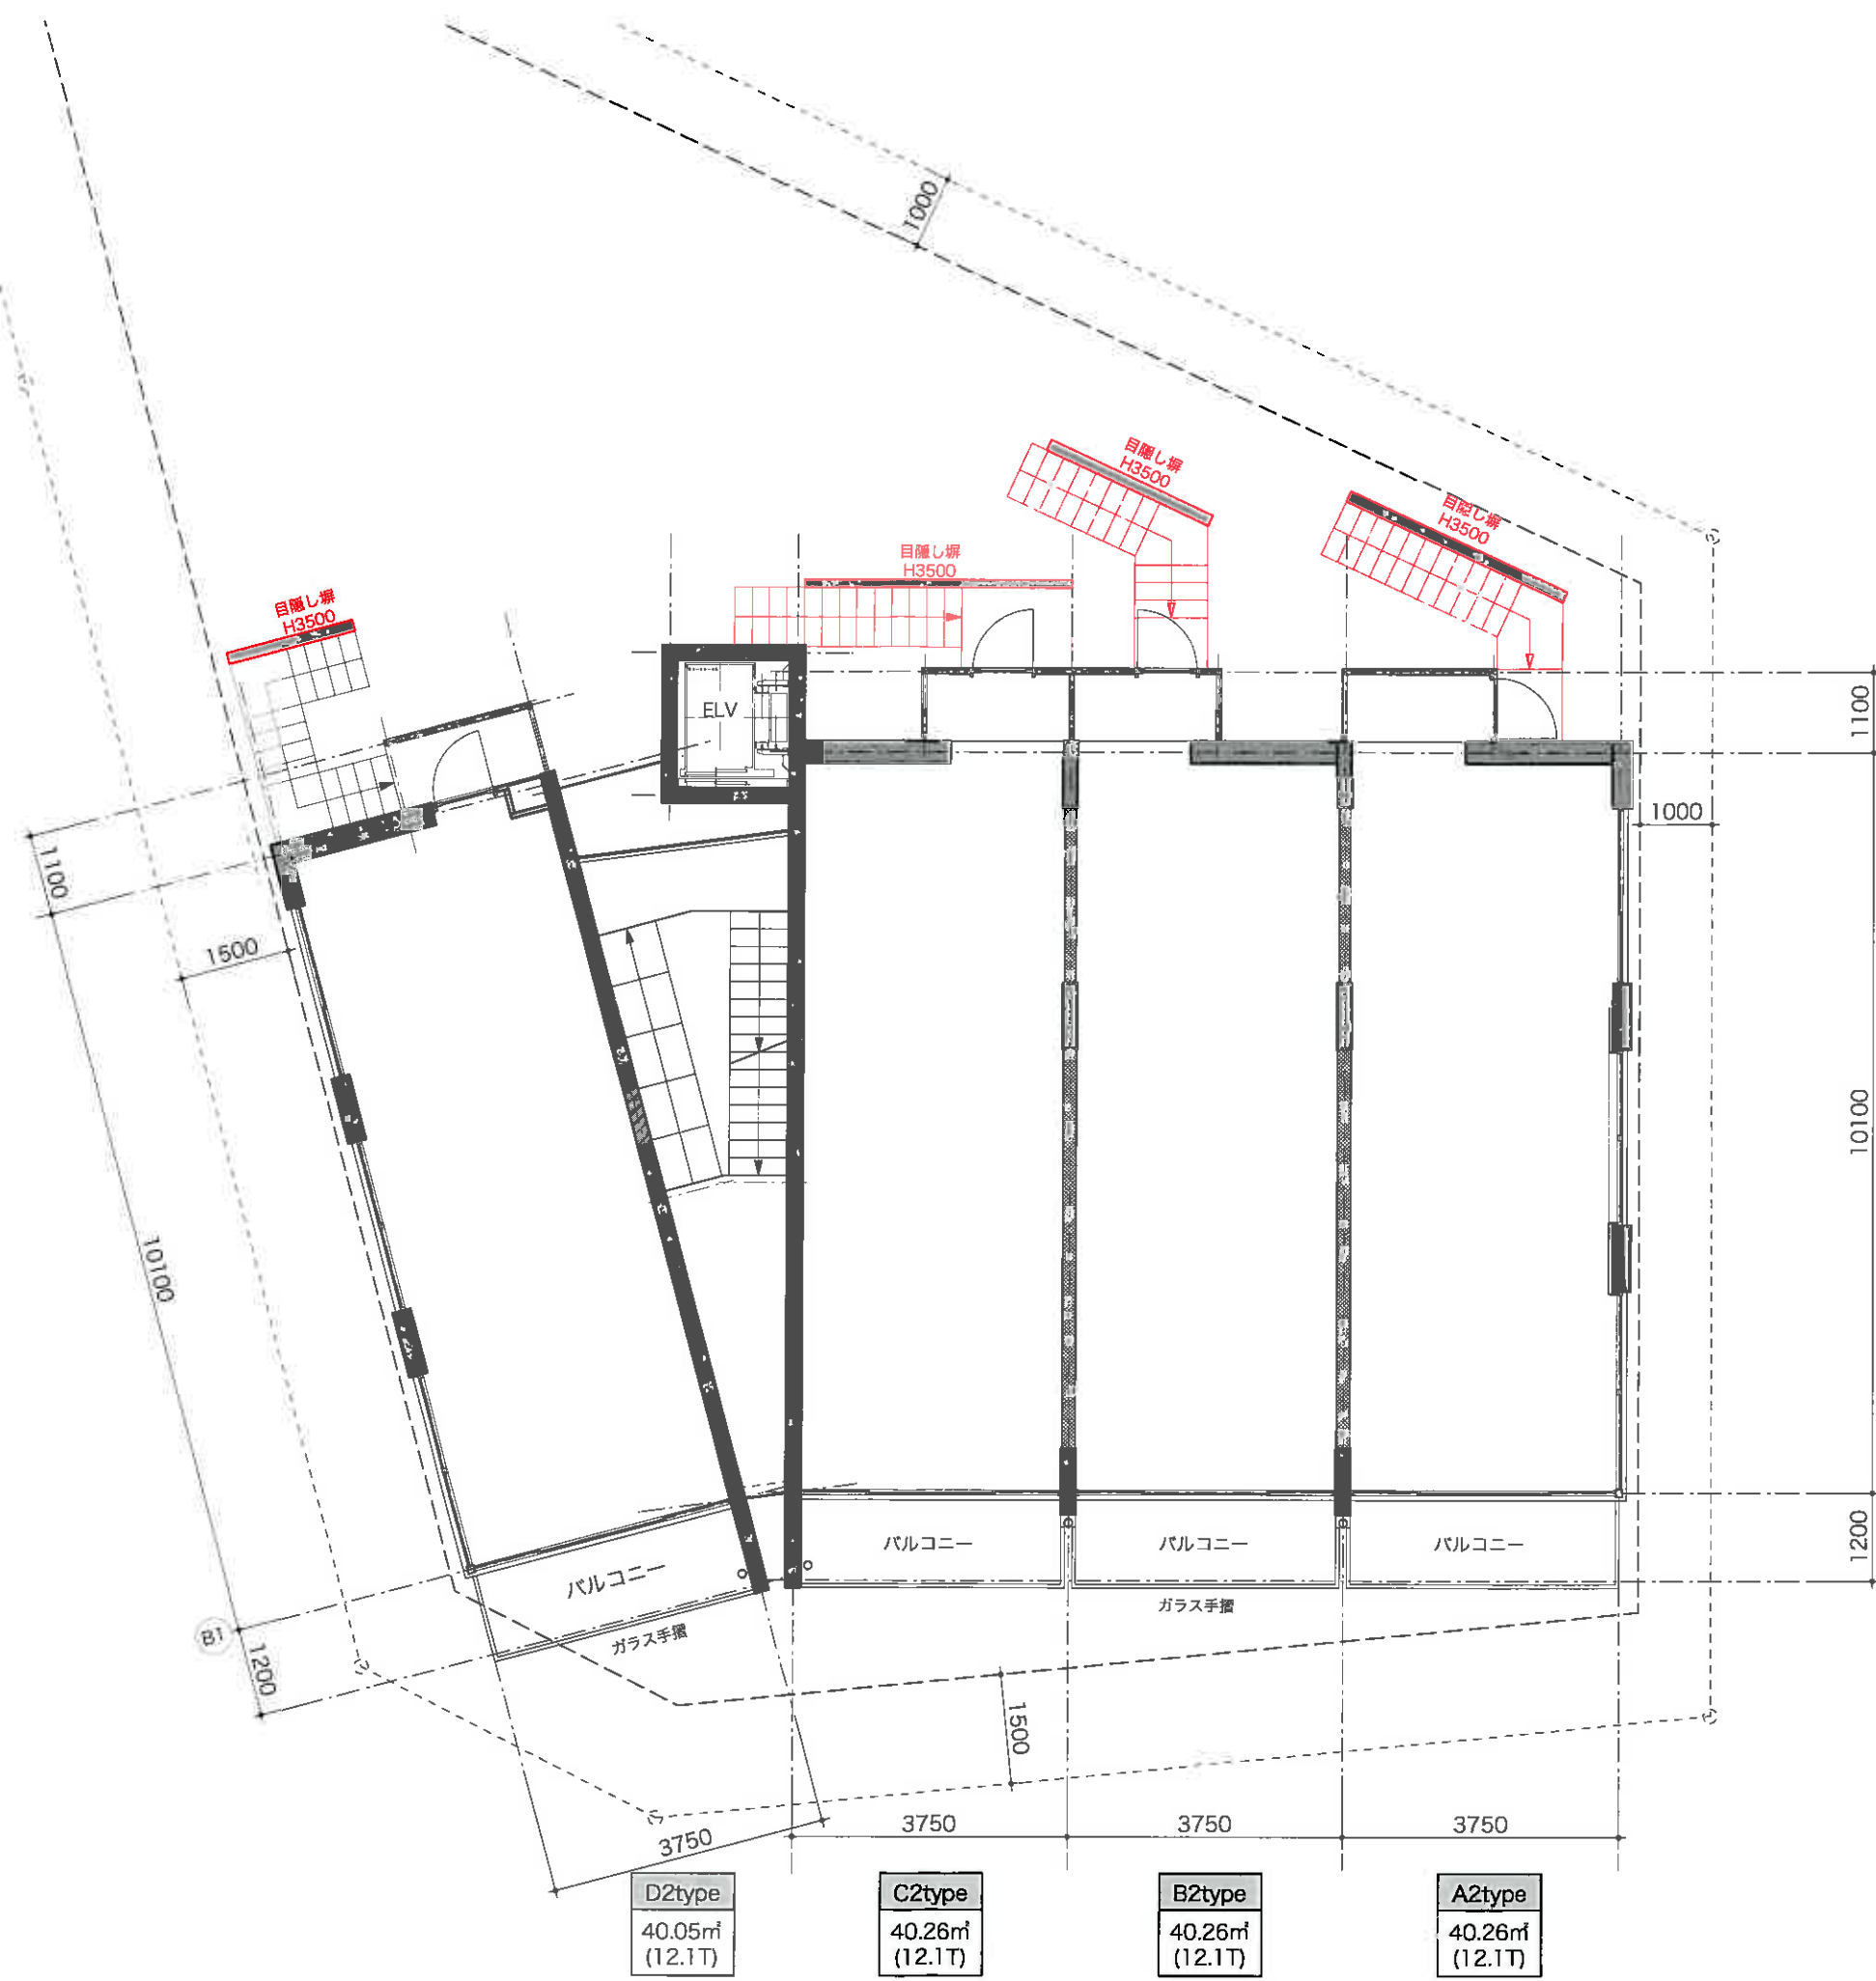 1000
目隠し塀
H3500
目隠し塀
H3500
目隠し塀
H3500
目隠し塀
H3500
ELV
1100
1000
1100
1500
10100
10100
バルコニー
バルコニー
バルコニー
1200
バルコニー
ガラス手摺
ガラス手摺
B1
1200
1500
3750
3750
3750
3750
D2type
40.05㎡
(12.1T)
C2type
40.26㎡
(12.1T)
B2type
40.26㎡
(12.1T)
A2type
40.26㎡
(12.1T)